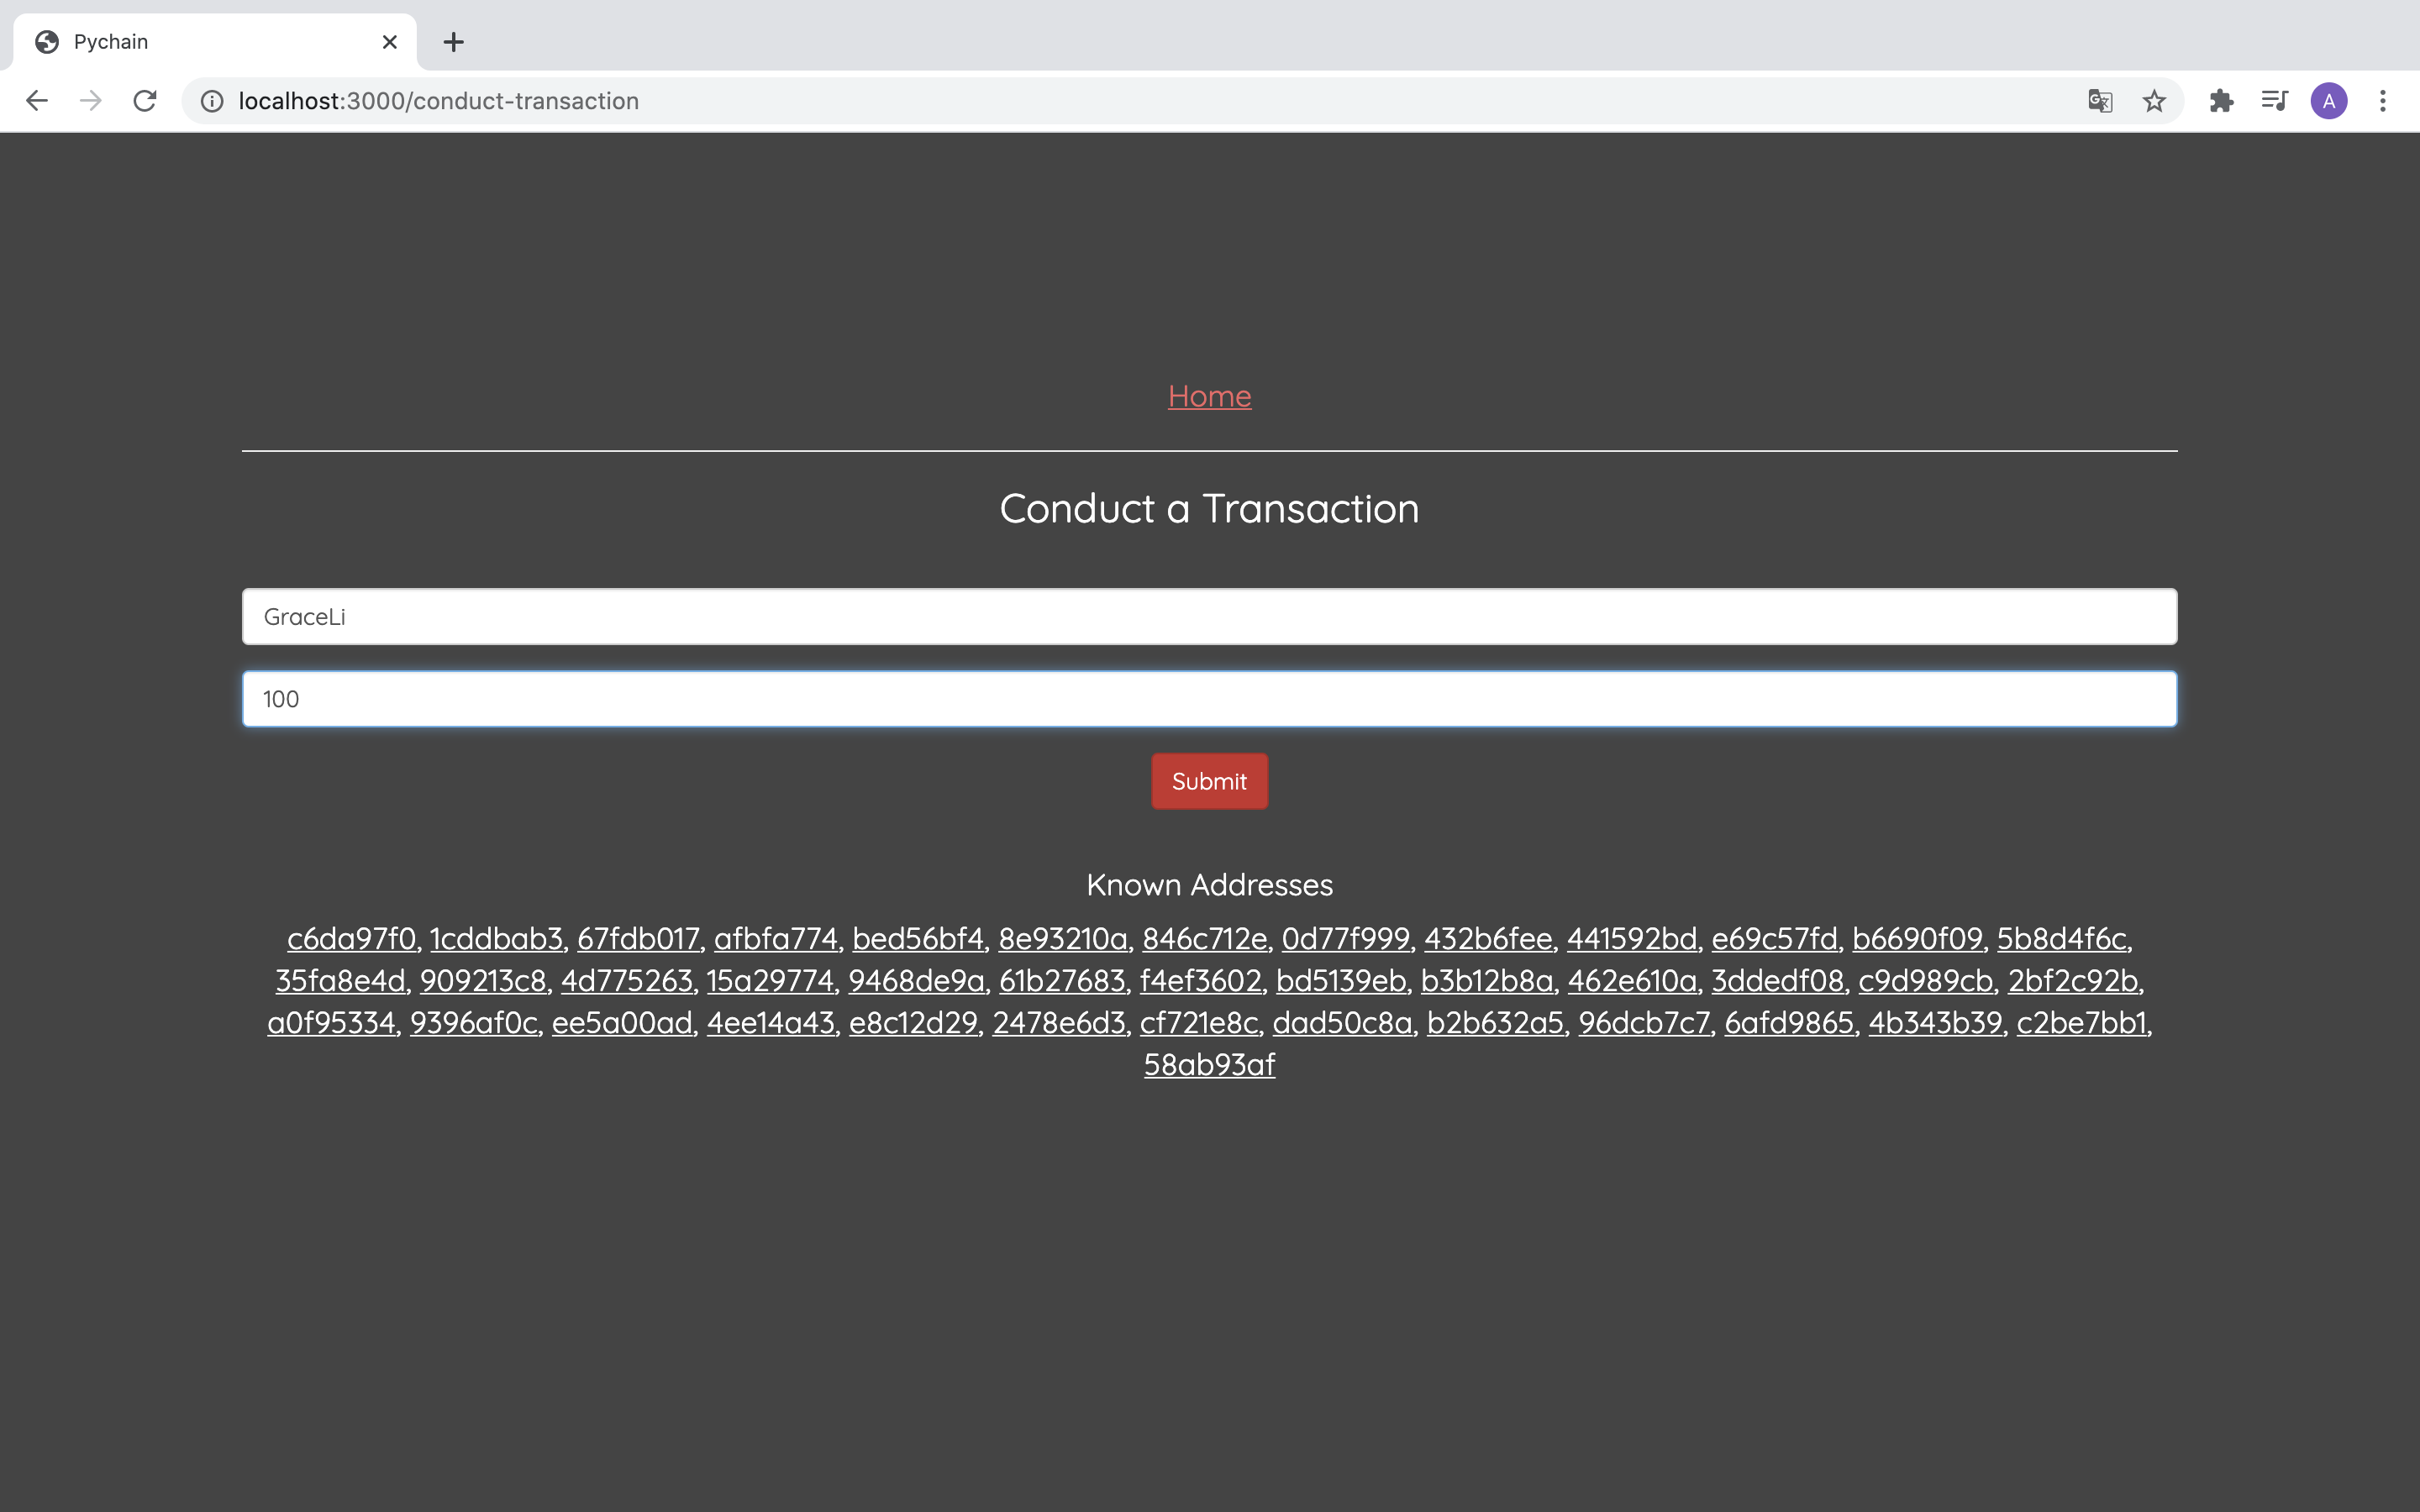 Pychain
localhost:3000/conduct-transaction
A
Home
Conduct a Transaction
GraceLi
100
Submit
Known Addresses
c6da97f0, 1cddbab3, 67fdb017, afbfa774, bed56bf4, 8e93210a, 846c712e, 0d77f999, 432b6fee, 441592bd, e69c57fd, b6690f09, 5b8d4f6c,
35fa8e4d, 909213c8, 4d775263, 15a29774, 9468de9a, 61b27683, f4ef3602, bd5139eb, b3b12b8a, 462e610a, 3ddedf08, c9d989cb, 2bf2c92b,
a0f95334, 9396af0c, ee5a00ad, 4ee14a43, e8c12d29, 2478e6d3, cf721e8c, dad50c8a, b2b632a5, 96dcb7c7, 6afd9865, 4b343b39, c2be7bb1,
58ab93af